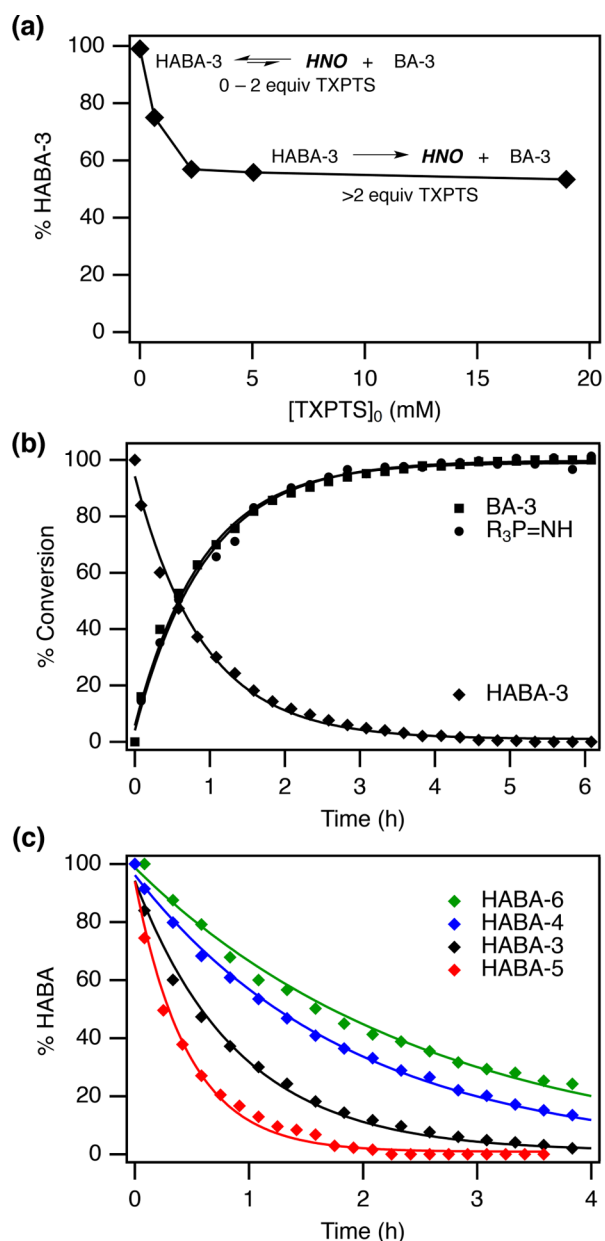 (a)
% HABA-3
100
80
60
40
20
0
HABA-3 HNO + BA-3
0 – 2 equiv TXPTS
HABA-3 HNO + BA-3
>2 equiv TXPTS
0 5 10 15 20
[TXPTS]₀ (mM)
(b)
% Conversion
100
80
60
40
20
0
BA-3
R₃P=NH
HABA-3
0 1 2 3 4 5 6
Time (h)
(c)
% HABA
100
80
60
40
20
0
HABA-6
HABA-4
HABA-3
HABA-5
0 1 2 3 4
Time (h)